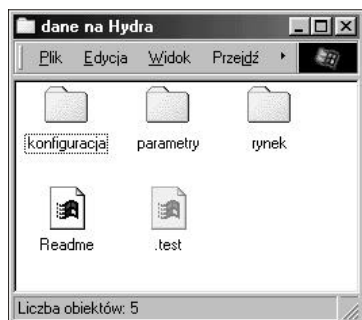 dane na Hydra
Plik Edycja Widok Przejdź
konfiguracja parametry rynek
Readme .test
Liczba obiektów: 5